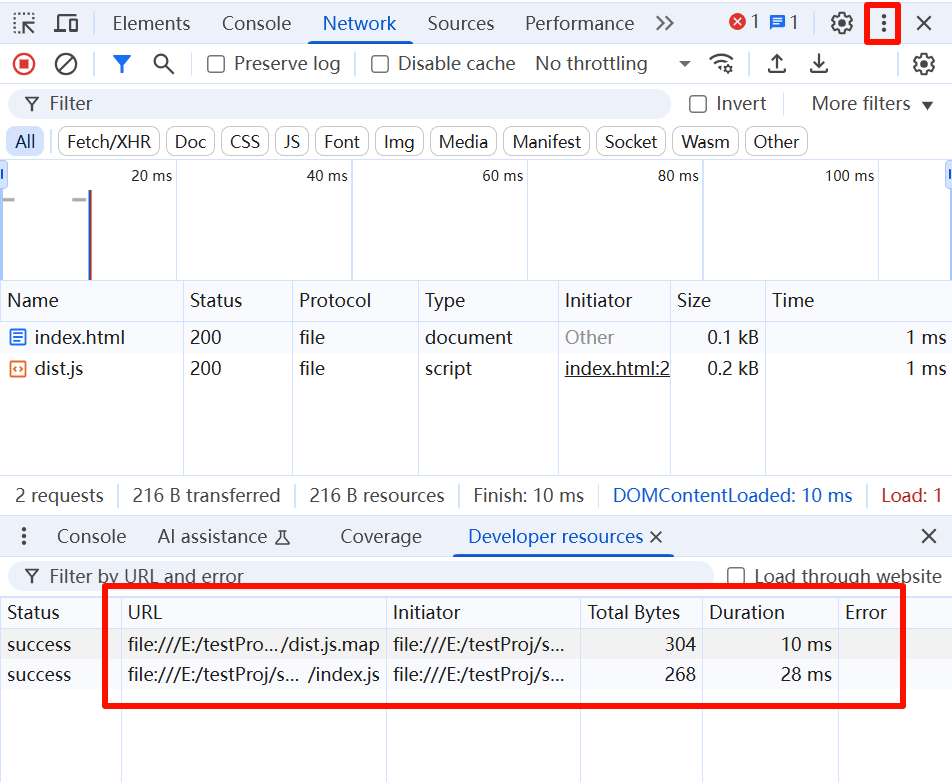 Elements Console Network Sources Performance 1 1
Preserve log Disable cache No throttling
Filter Invert More filters
All Fetch/XHR Doc CSS JS Font Img Media Manifest Socket Wasm Other
20 ms 40 ms 60 ms 80 ms 100 ms
Name Status Protocol Type Initiator Size Time
index.html 200 file document Other 0.1 kB 1 ms
dist.js 200 file script index.html:2 0.2 kB 1 ms
2 requests 216 B transferred 216 B resources Finish: 10 ms DOMContentLoaded: 10 ms Load: 1
Console AI assistance Coverage Developer resources
Filter by URL and error Load through website
Status URL Initiator Total Bytes Duration Error
success file:///E:/testPro.../dist.js.map file:///E:/testProj/s... 304 10 ms
success file:///E:/testProj/s... /index.js file:///E:/testProj/s... 268 28 ms